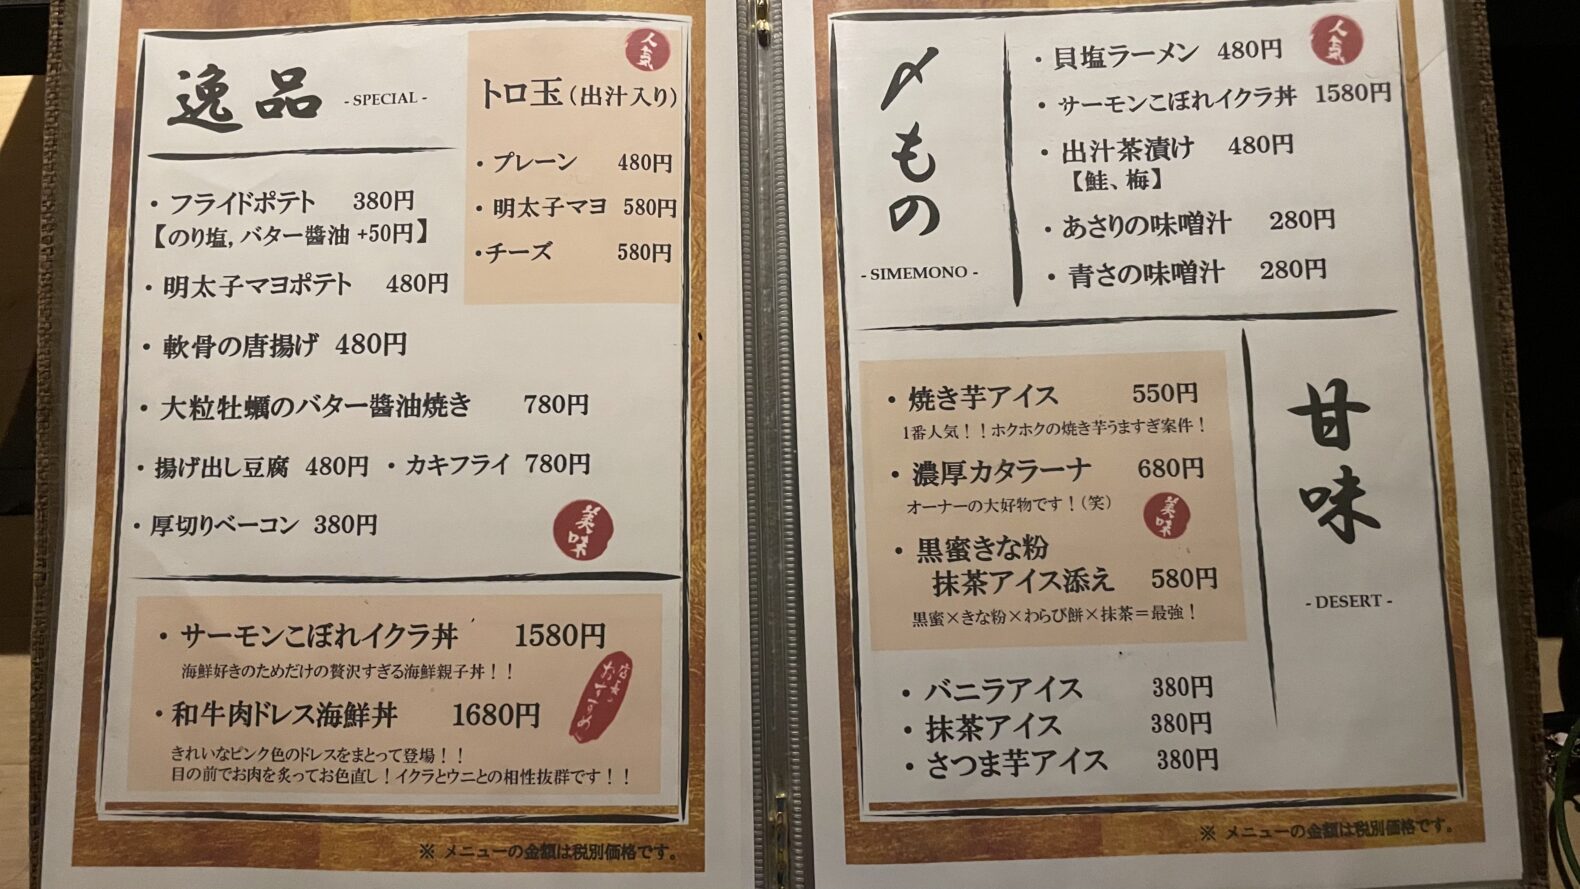 逸品
- SPECIAL -
人気
トロ玉(出汁入り)
・プレーン 480円
・明太子マヨ 580円
・チーズ 580円
・フライドポテト 380円
【のり塩, バター醬油 +50円】
・明太子マヨポテト 480円
・軟骨の唐揚げ 480円
・大粒牡蠣のバター醬油焼き 780円
・揚げ出し豆腐 480円 ・カキフライ 780円
・厚切りベーコン 380円
美味
・サーモンこぼれイクラ丼 1580円
海鮮好きのためだけの贅沢すぎる海鮮親子丼！！
・和牛肉ドレス海鮮丼 1680円
店長のおすすめ
きれいなピンク色のドレスをまとって登場！！
目の前でお肉を炙ってお色直し！イクラとウニとの相性抜群です！！
※ メニューの金額は税別価格です。
〆もの
- SIMEMONO -
人気
・貝塩ラーメン 480円
・サーモンこぼれイクラ丼 1580円
・出汁茶漬け 480円
【鮭、梅】
・あさりの味噌汁 280円
・青さの味噌汁 280円
甘味
- DESERT -
・焼き芋アイス 550円
1番人気！！ホクホクの焼き芋うますぎ案件！
・濃厚カタラーナ 680円
オーナーの大好物です！(笑)
美味
・黒蜜きな粉
抹茶アイス添え 580円
黒蜜×きな粉×わらび餅×抹茶＝最強！
・バニラアイス 380円
・抹茶アイス 380円
・さつま芋アイス 380円
※ メニューの金額は税別価格です。